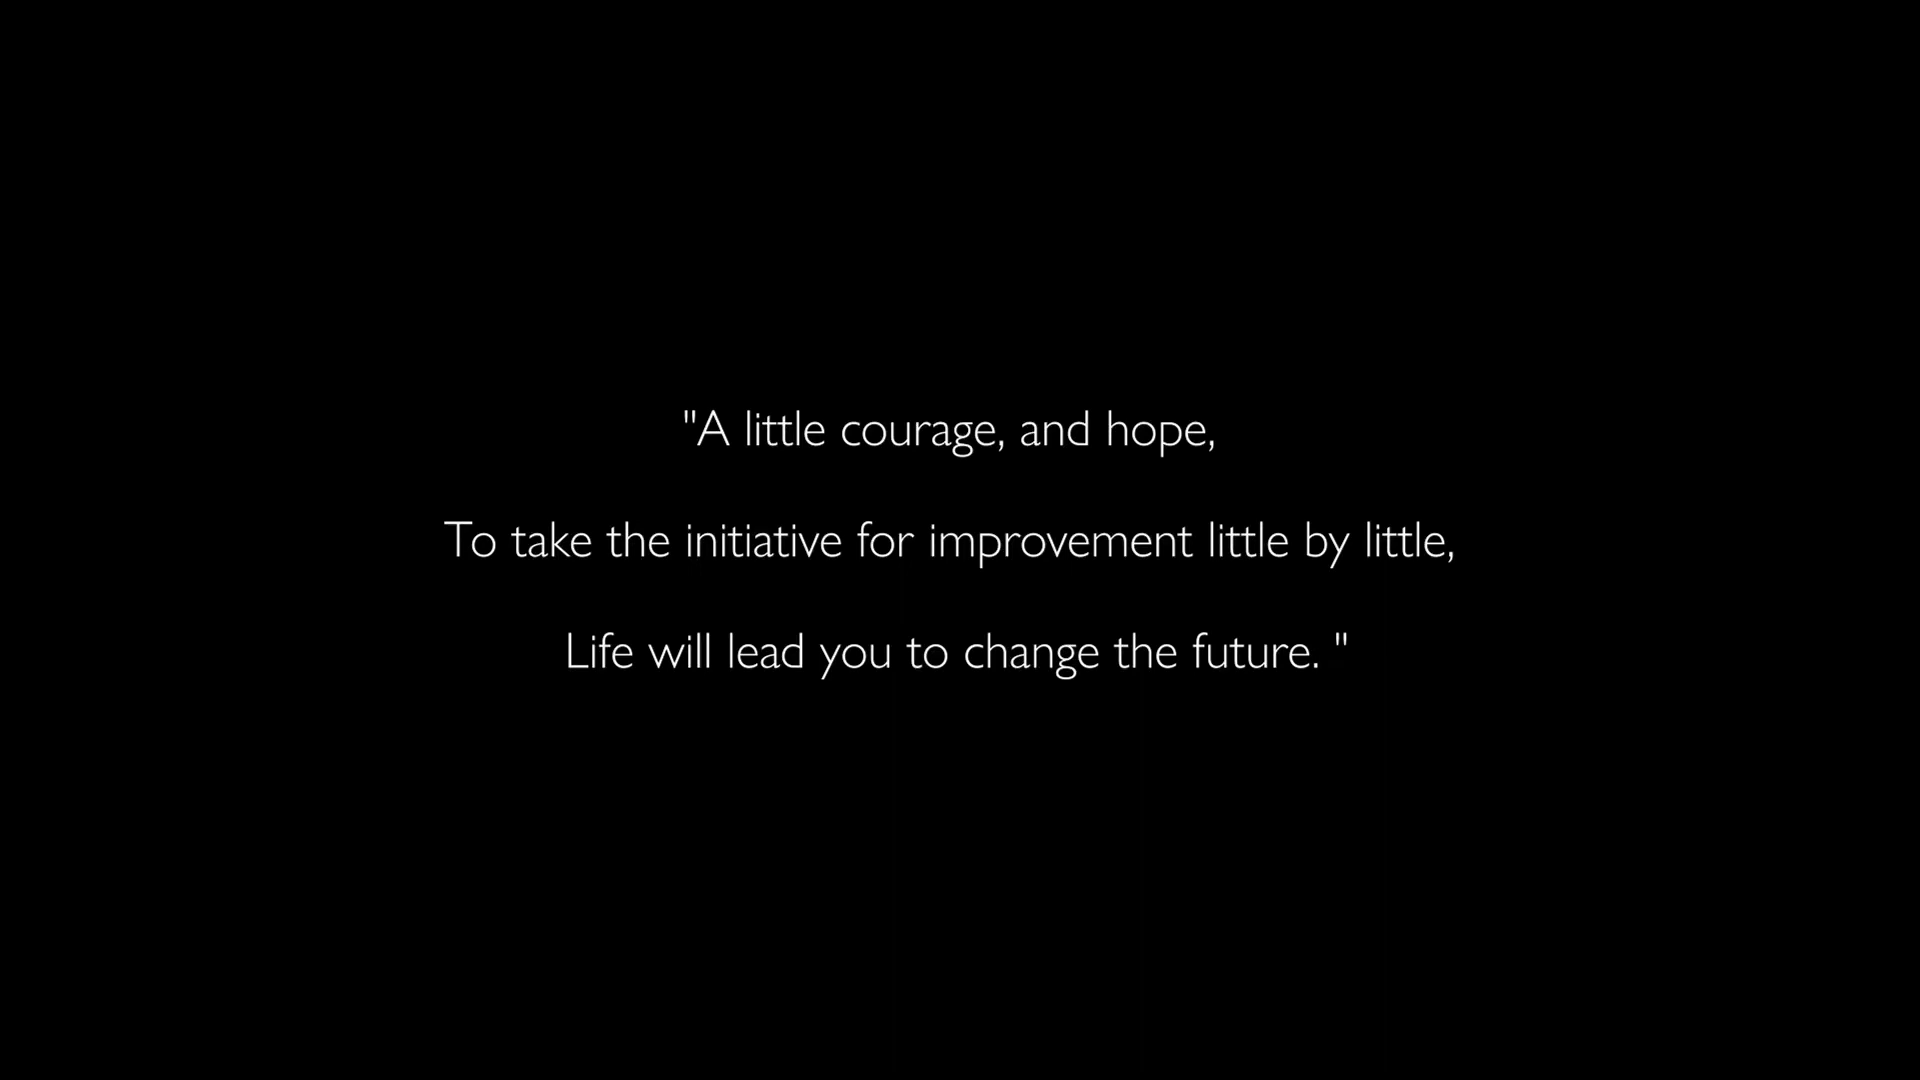 "A little courage, and hope,
To take the initiative for improvement little by little,
Life will lead you to change the future. "